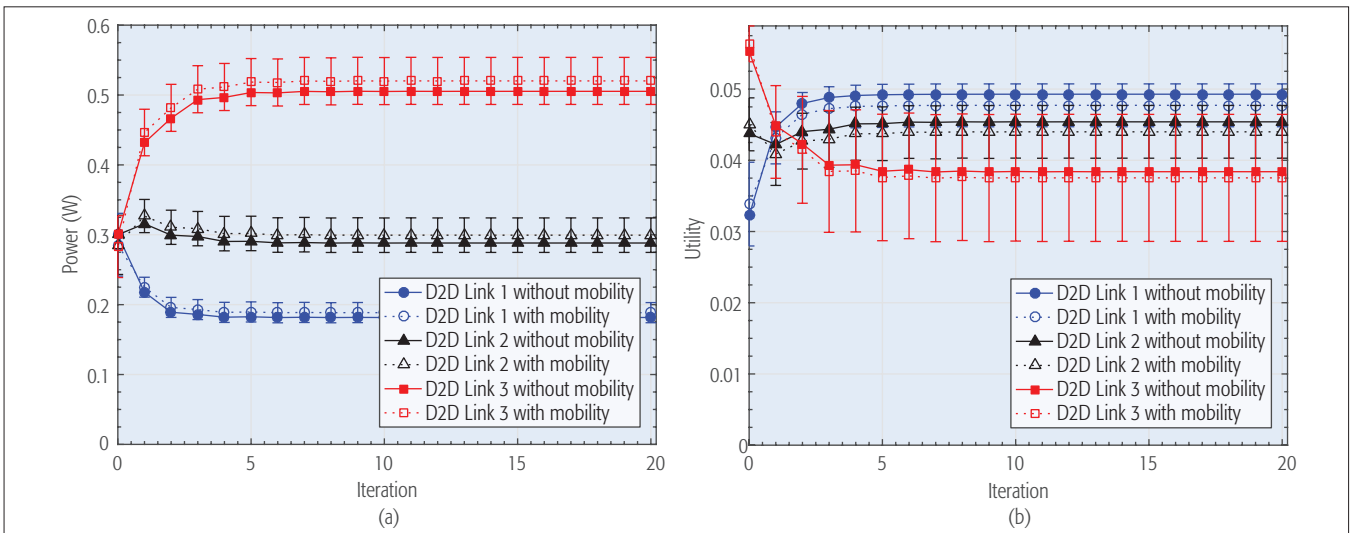 0.6
0.5
0.4
0.3
0.2
0.1
0
Power (W)
D2D Link 1 without mobility
D2D Link 1 with mobility
D2D Link 2 without mobility
D2D Link 2 with mobility
D2D Link 3 without mobility
D2D Link 3 with mobility
0 5 10 15 20
Iteration
(a)
0.05
0.04
0.03
0.02
0.01
0
Utility
D2D Link 1 without mobility
D2D Link 1 with mobility
D2D Link 2 without mobility
D2D Link 2 with mobility
D2D Link 3 without mobility
D2D Link 3 with mobility
0 5 10 15 20
Iteration
(b)